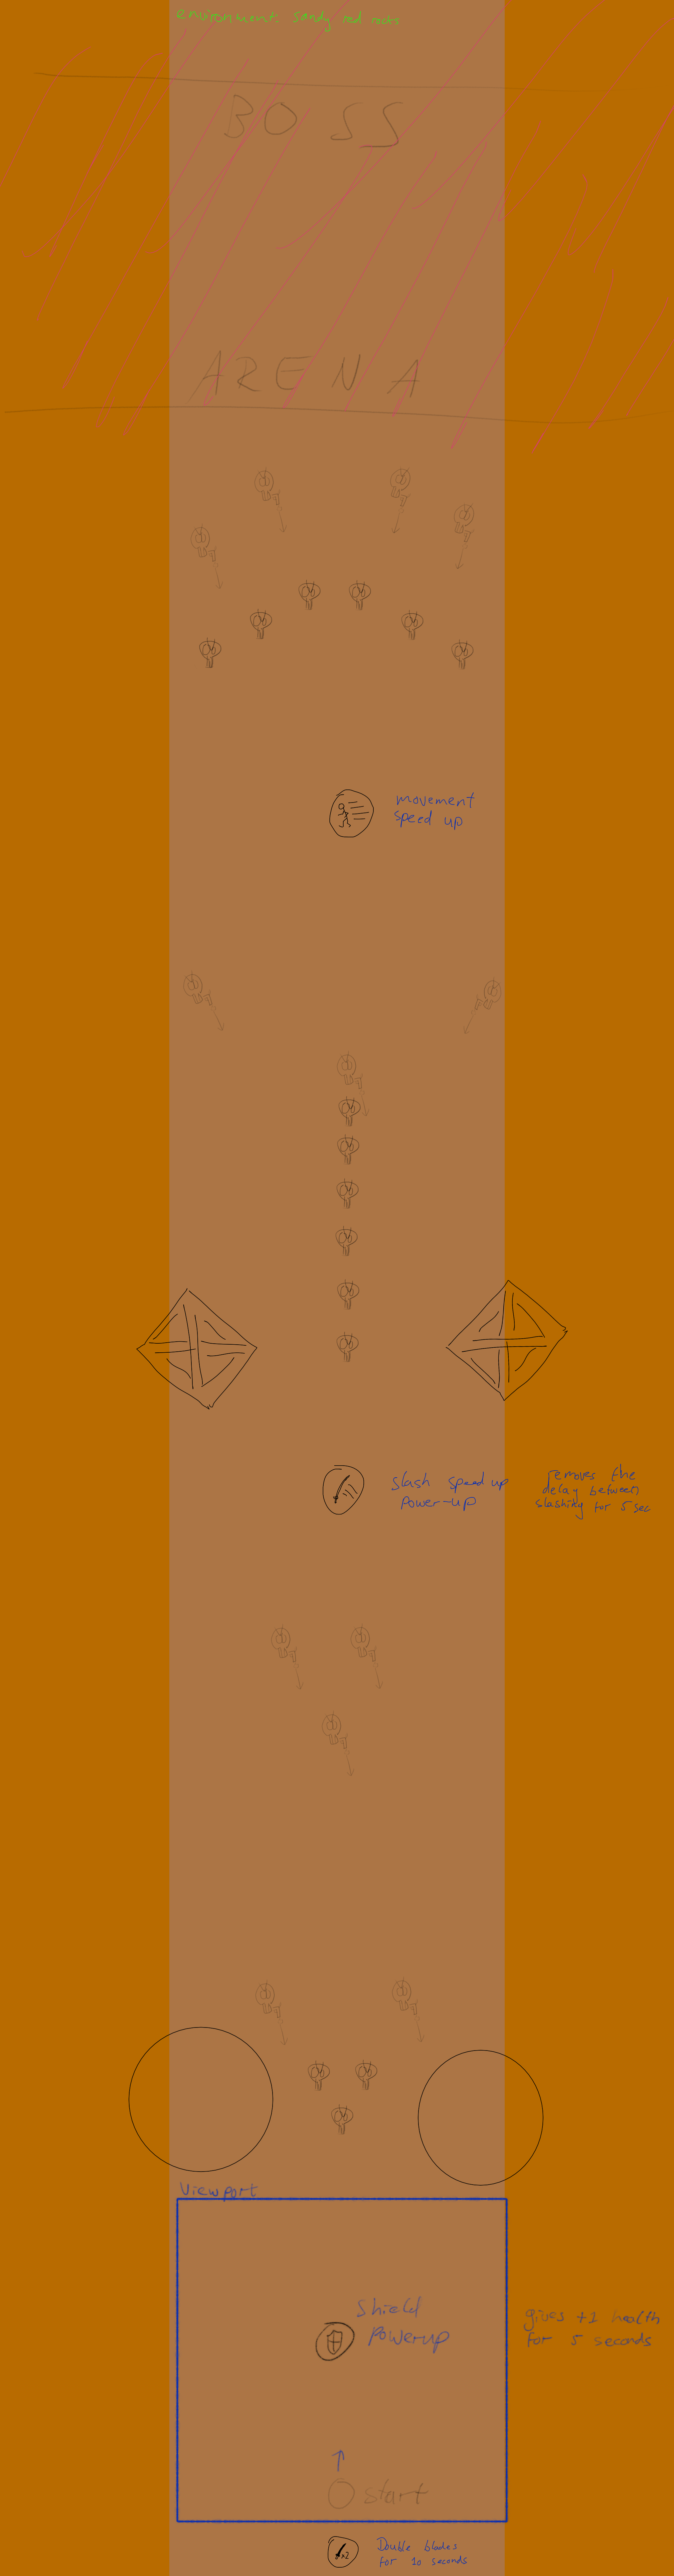 environment: sandy red rocks
BOSS
ARENA
movement
speed up
slash speed up
power-up
removes the
delay between
slashing for 5 sec
Viewport
Shield
Powerup
gives +1 health
for 5 seconds
start
x2
Double blades
for 10 seconds